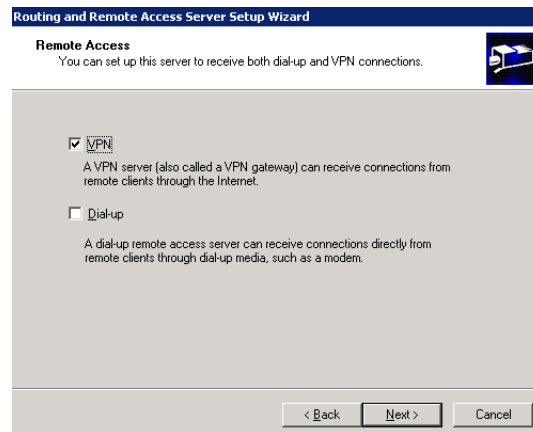 Routing and Remote Access Server Setup Wizard
Remote Access
You can set up this server to receive both dial-up and VPN connections.
VPN
A VPN server (also called a VPN gateway) can receive connections from
remote clients through the Internet.
Dial-up
A dial-up remote access server can receive connections directly from
remote clients through dial-up media, such as a modem.
< Back Next > Cancel